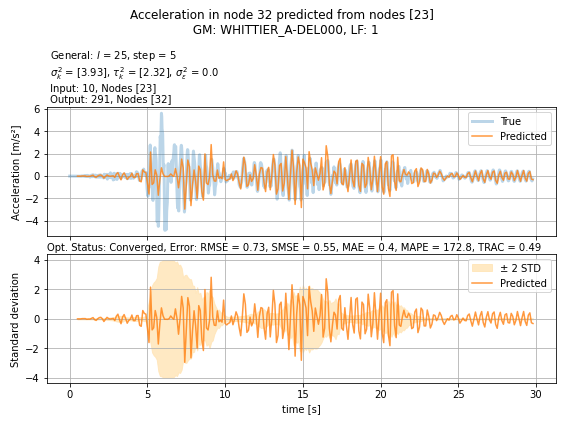 Acceleration in node 32 predicted from nodes [23]
GM: WHITTIER_A-DEL000, LF: 1
General: l = 25, step = 5
σ²ₖ = [3.93], τ²ₖ = [2.32], σ²ε = 0.0
Input: 10, Nodes [23]
Output: 291, Nodes [32]
6
4
2
0
−2
−4
Acceleration [m/s²]
True
Predicted
Opt. Status: Converged, Error: RMSE = 0.73, SMSE = 0.55, MAE = 0.4, MAPE = 172.8, TRAC = 0.49
4
2
0
−2
−4
Standard deviation
± 2 STD
Predicted
0 5 10 15 20 25 30
time [s]